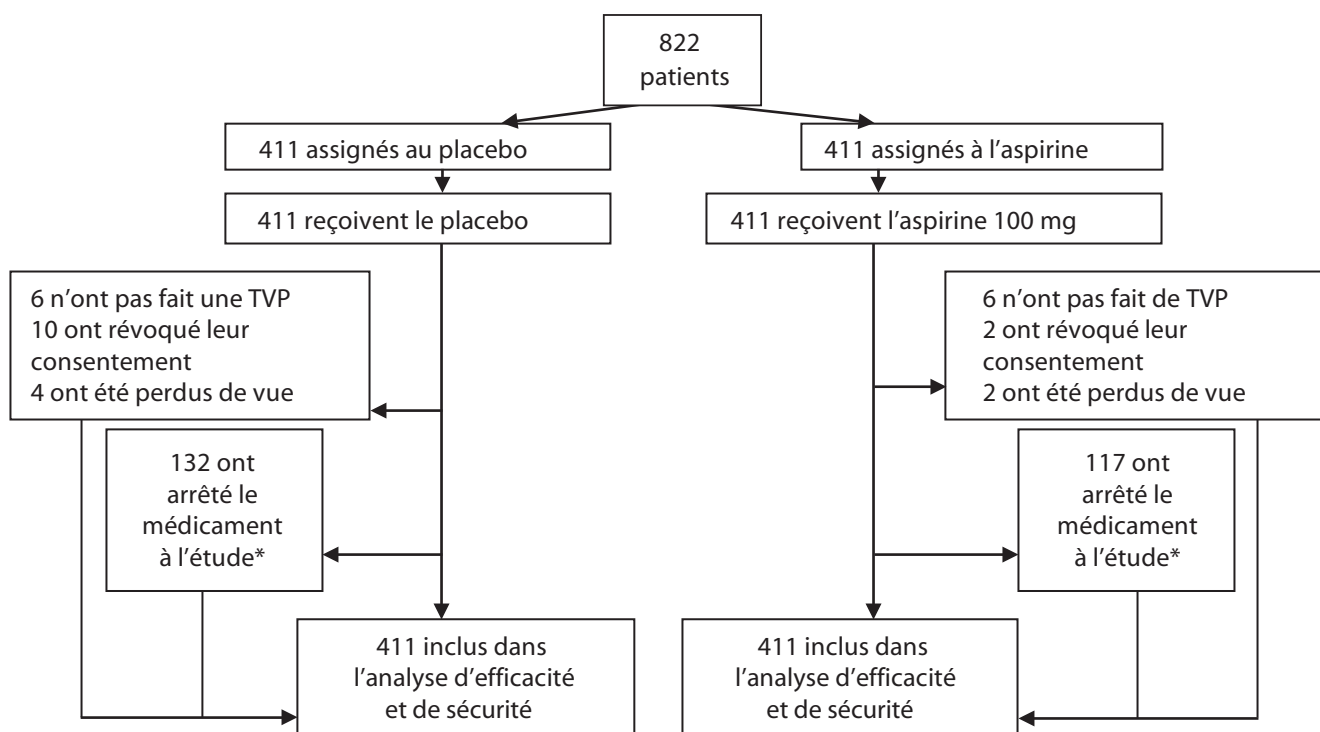 822
patients
411 assignés au placebo
411 assignés à l’aspirine
411 reçoivent le placebo
411 reçoivent l’aspirine 100 mg
6 n’ont pas fait une TVP
10 ont révoqué leur
consentement
4 ont été perdus de vue
6 n’ont pas fait de TVP
2 ont révoqué leur
consentement
2 ont été perdus de vue
132 ont
arrêté le
médicament
à l’étude*
117 ont
arrêté le
médicament
à l’étude*
411 inclus dans
l’analyse d’efficacité
et de sécurité
411 inclus dans
l’analyse d’efficacité
et de sécurité